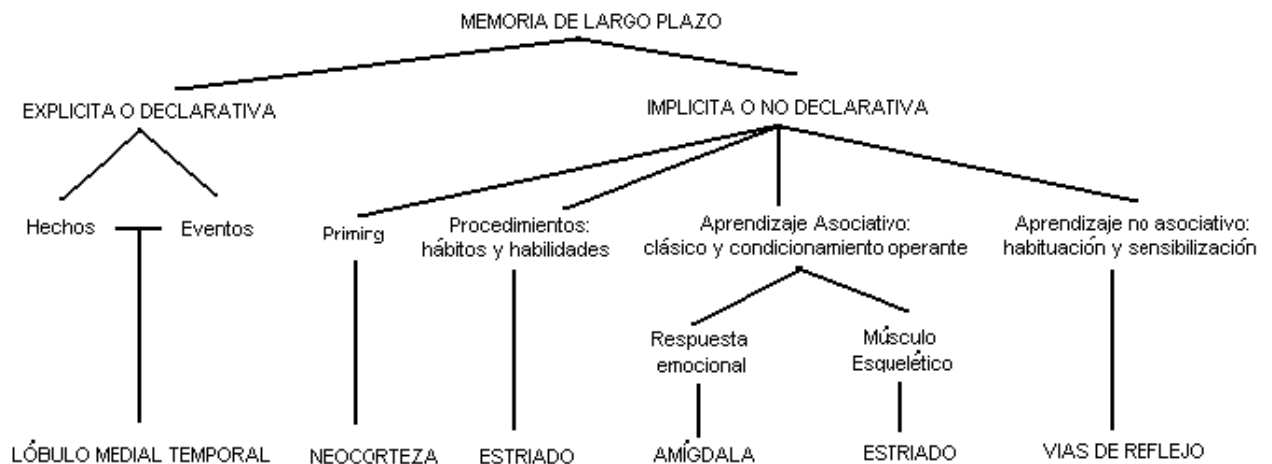 MEMORIA DE LARGO PLAZO
EXPLICITA O DECLARATIVA
IMPLICITA O NO DECLARATIVA
Hechos
Eventos
Priming
Procedimientos:
hábitos y habilidades
Aprendizaje Asociativo:
clásico y condicionamiento operante
Aprendizaje no asociativo:
habituación y sensibilización
Respuesta
emocional
Músculo
Esquelético
LÓBULO MEDIAL TEMPORAL
NEOCORTEZA
ESTRIADO
AMÍGDALA
ESTRIADO
VIAS DE REFLEJO